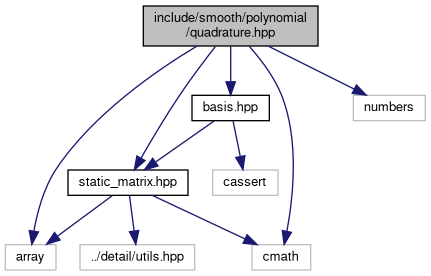 include/smooth/polynomial
/quadrature.hpp
basis.hpp
numbers
static_matrix.hpp
cassert
array
../detail/utils.hpp
cmath